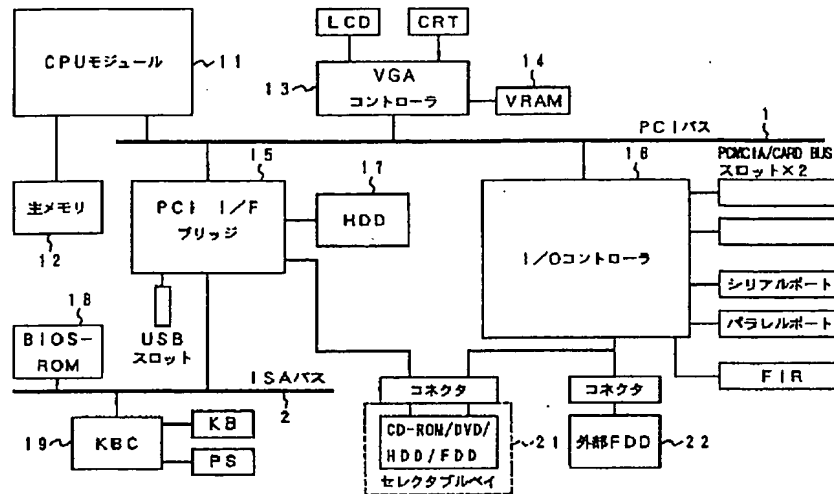 LCD
CRT
CPUモジュール
11
VGA
コントローラ
13
14
VRAM
PCIバス
1
主メモリ
12
15
PCI I/F
ブリッジ
17
HDD
16
I/Oコントローラ
PCMCIA/CARD BUS
スロット×2
シリアルポート
パラレルポート
FIR
18
BIOS-
ROM
USB
スロット
ISAバス
2
19
KBC
KB
PS
コネクタ
コネクタ
CD-ROM/DVD/
HDD/FDD
セレクタブルベイ
21
外部FDD
22